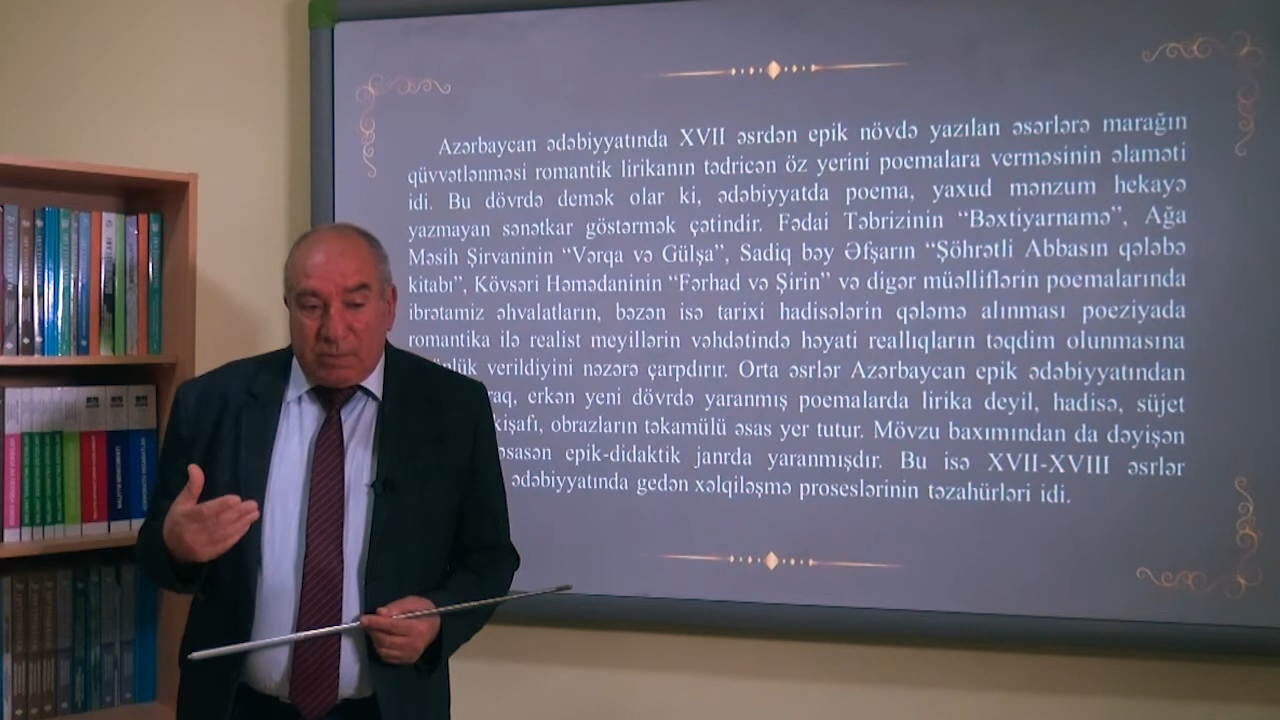 Azərbaycan ədəbiyyatında XVII əsrdən epik növdə yazılan əsərlərə marağın
qüvvətlənməsi romantik lirikanın tədricən öz yerini poemalara verməsinin əlaməti
idi. Bu dövrdə demək olar ki, ədəbiyyatda poema, yaxud mənzum hekayə
yazmayan sənətkar göstərmək çətindir. Fədai Təbrizinin “Bəxtiyarnamə”, Ağa
Məsih Şirvaninin “Vərqa və Gülşa”, Sadiq bəy Əfşarın “Şöhrətli Abbasın qələbə
kitabı”, Kövsəri Həmədaninin “Fərhad və Şirin” və digər müəlliflərin poemalarında
ibrətamiz əhvalatların, bəzən isə tarixi hadisələrin qələmə alınması poeziyada
romantika ilə realist meyillərin vəhdətində həyati reallıqların təqdim olunmasına
verildiyini nəzərə çarpdırır. Orta əsrlər Azərbaycan epik ədəbiyyatından
erkən yeni dövrdə yaranmış poemalarda lirika deyil, hadisə, süjet
obrazların təkamülü əsas yer tutur. Mövzu baxımından da dəyişən
epik-didaktik janrda yaranmışdır. Bu isə XVII-XVIII əsrlər
ədəbiyyatında gedən xəlqiləşmə proseslərinin təzahürləri idi.